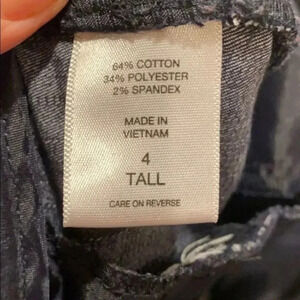 64% COTTON
34% POLYESTER
2% SPANDEX
MADE IN
VIETNAM
4
TALL
CARE ON REVERSE